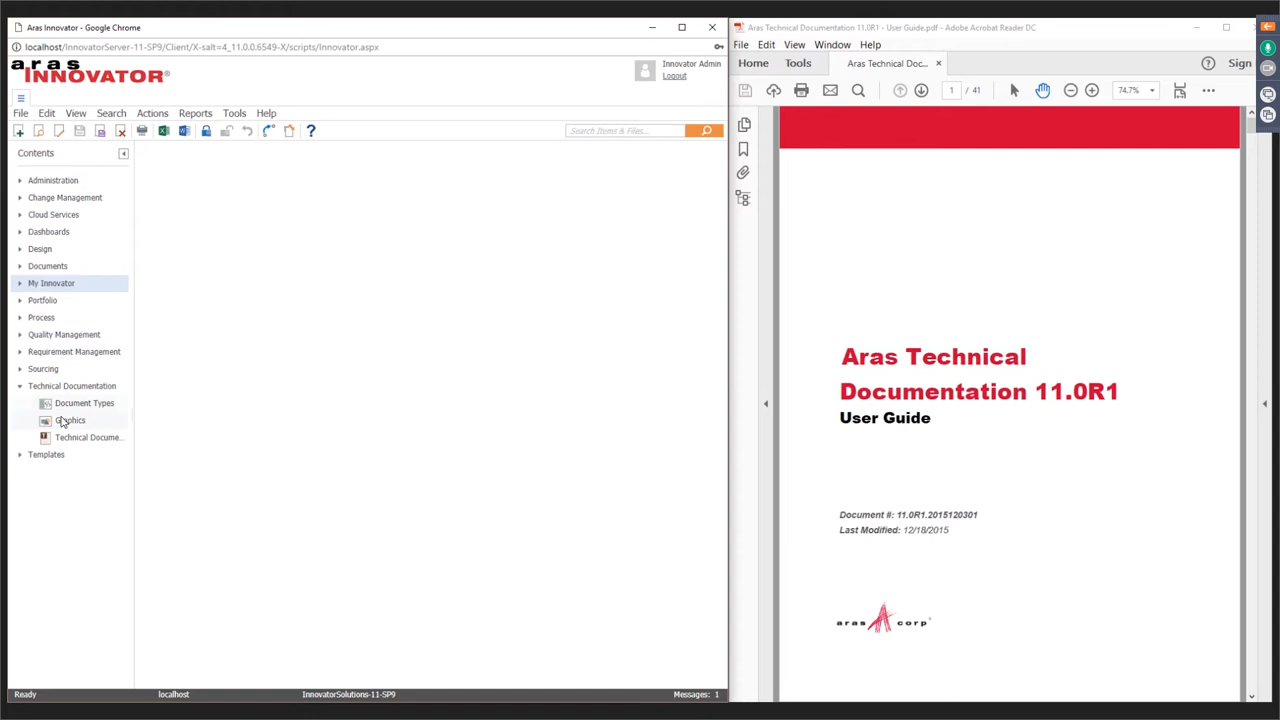 Aras Innovator - Google Chrome
localhost/InnovatorServer-11-SP9/Client/X-salt=4_11.0.0.6549-X/scripts/Innovator.aspx
aras
INNOVATOR®
Innovator Admin
Logout
File Edit View Search Actions Reports Tools Help
Search Items & Files...
Contents
Administration
Change Management
Cloud Services
Dashboards
Design
Documents
My Innovator
Portfolio
Process
Quality Management
Requirement Management
Sourcing
Technical Documentation
Document Types
Graphics
Technical Docume...
Templates
Ready localhost InnovatorSolutions-11-SP9 Messages: 1
Aras Technical Documentation 11.0R1 - User Guide.pdf - Adobe Acrobat Reader DC
File Edit View Window Help
Home Tools Aras Technical Doc... × Sign
1 / 41 74.7%
Aras Technical
Documentation 11.0R1
User Guide
Document #: 11.0R1.2015120301
Last Modified: 12/18/2015
aras corp